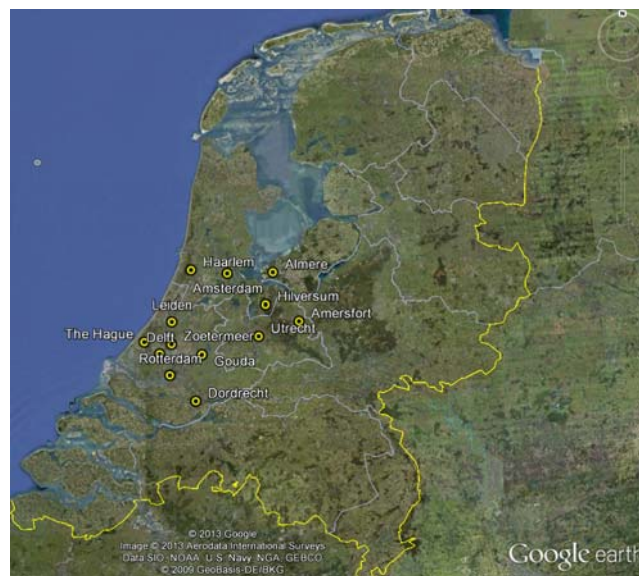 Haarlem
Almere
Amsterdam
Hilversum
Leiden
Amersfort
The Hague
Delft
Zoetermeer
Utrecht
Rotterdam
Gouda
Dordrecht
© 2013 Google
Image © 2013 Aerodata International Surveys
Data SIO, NOAA, U.S. Navy, NGA, GEBCO
© 2009 GeoBasis-DE/BKG
Google earth